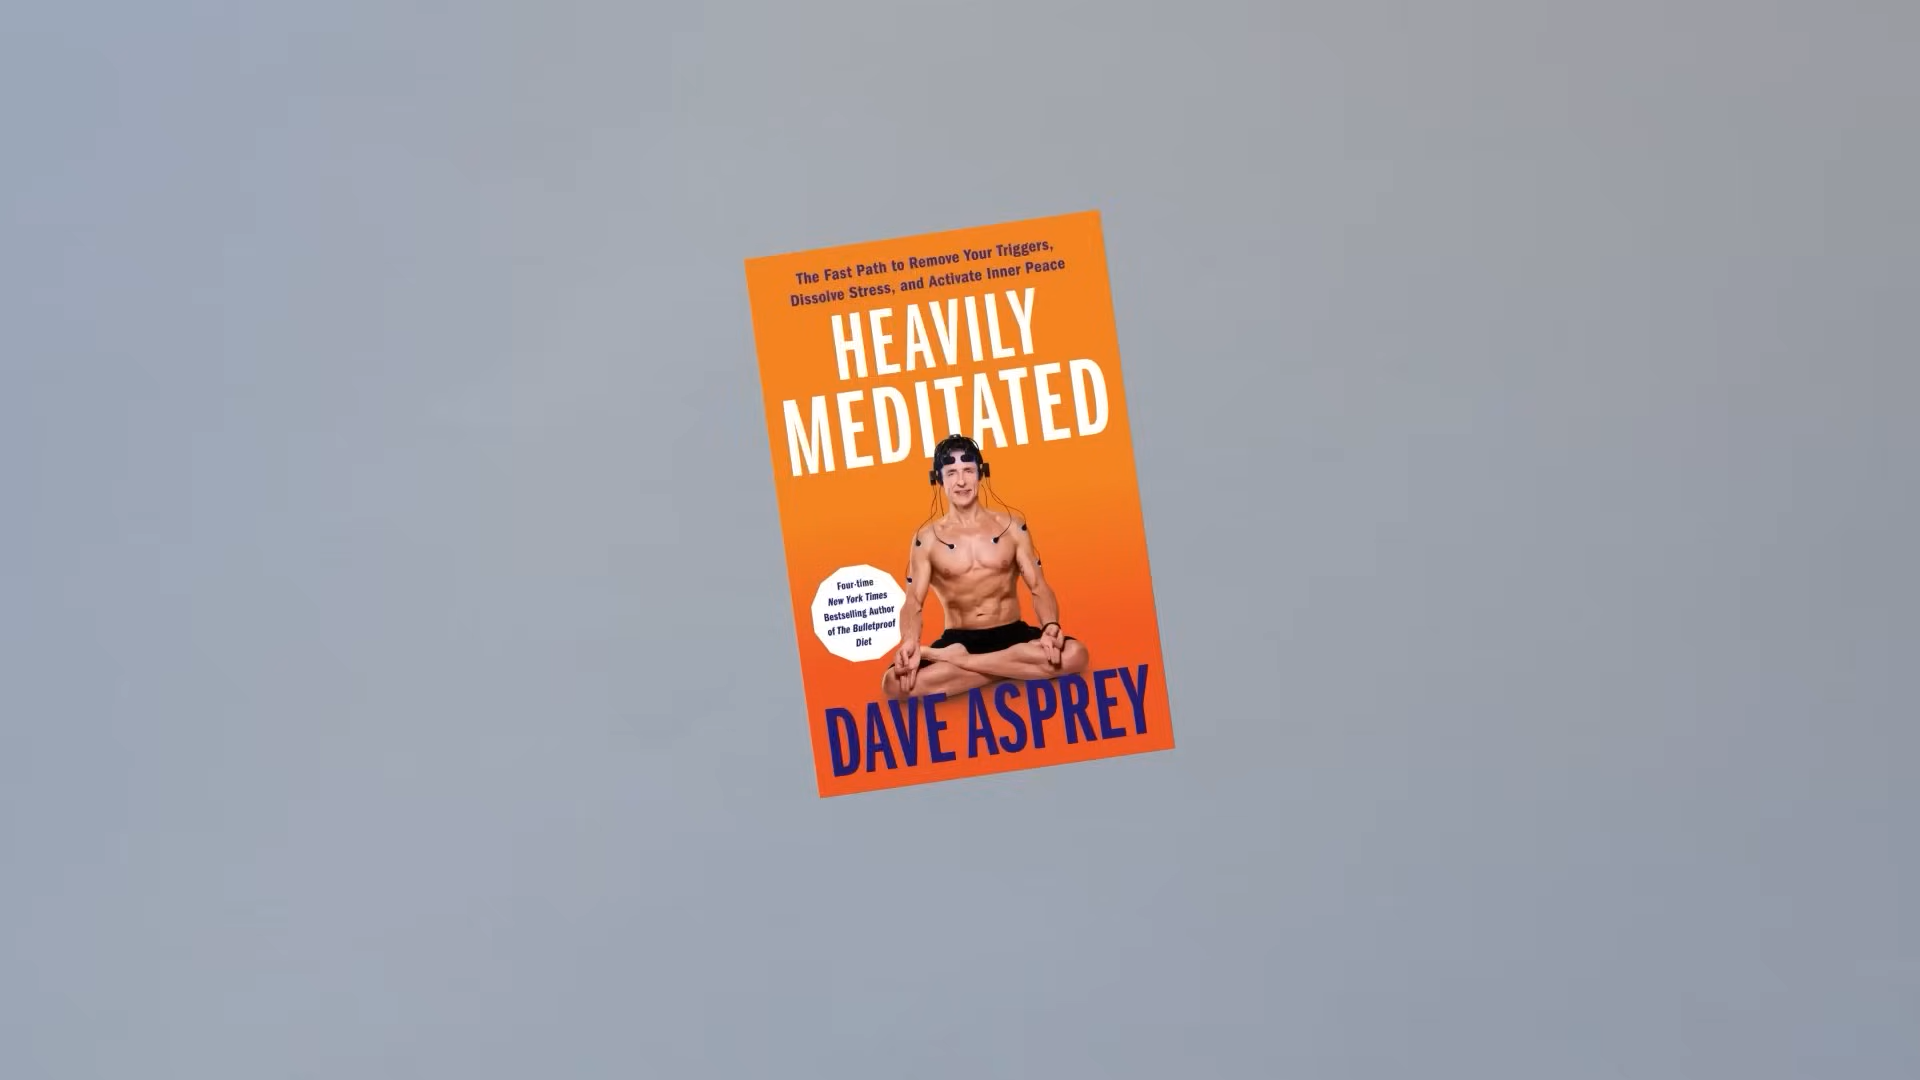 The Fast Path to Remove Your Triggers,
Dissolve Stress, and Activate Inner Peace
HEAVILY
MEDITATED
Four-time
New York Times
Bestselling Author
of The Bulletproof
Diet
DAVE ASPREY